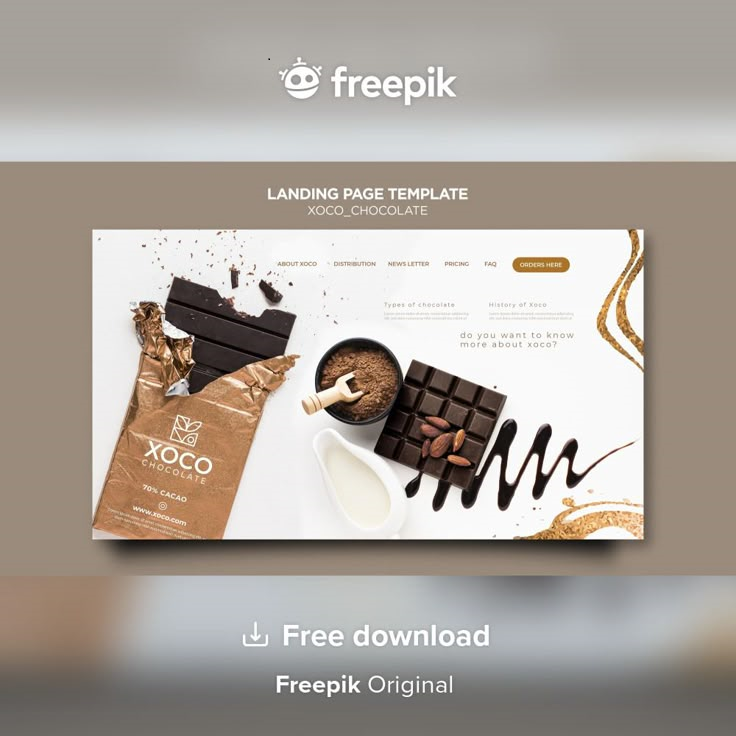 freepik
LANDING PAGE TEMPLATE
XOCO_CHOCOLATE
ABOUT XOCO DISTRIBUTION NEWS LETTER PRICING FAQ ORDERS HERE
Types of chocolate History of Xoco
do you want to know
more about xoco?
XOCO
CHOCOLATE
70% CACAO
www.xoco.com
Free download
Freepik Original